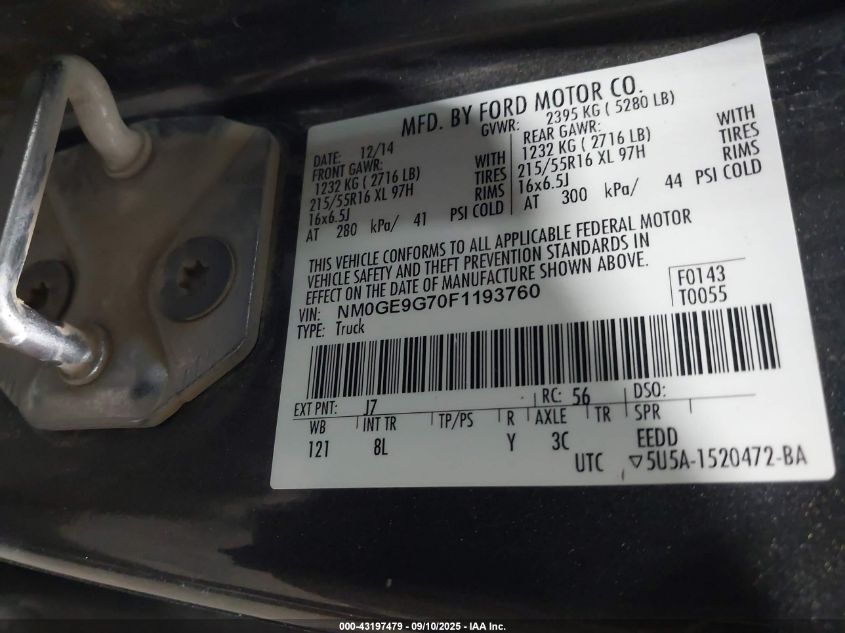 MFD. BY FORD MOTOR CO.
DATE: 12/14 GVWR: 2395 KG ( 5280 LB)
FRONT GAWR: REAR GAWR:
1232 KG ( 2716 LB) WITH 1232 KG ( 2716 LB) WITH
215/55R16 XL 97H TIRES 215/55R16 XL 97H TIRES
16x6.5J RIMS 16x6.5J RIMS
AT 280 kPa/ 41 PSI COLD AT 300 kPa/ 44 PSI COLD
THIS VEHICLE CONFORMS TO ALL APPLICABLE FEDERAL MOTOR
VEHICLE SAFETY AND THEFT PREVENTION STANDARDS IN
EFFECT ON THE DATE OF MANUFACTURE SHOWN ABOVE.
VIN: NM0GE9G70F1193760 F0143
TYPE: Truck T0055
EXT PNT: J7 RC: 56 DSO:
WB INT TR TP/PS R AXLE TR SPR
121 8L Y 3C EEDD
UTC ▽5U5A-1520472-BA
000-43197479 - 09/10/2025 - IAA Inc.